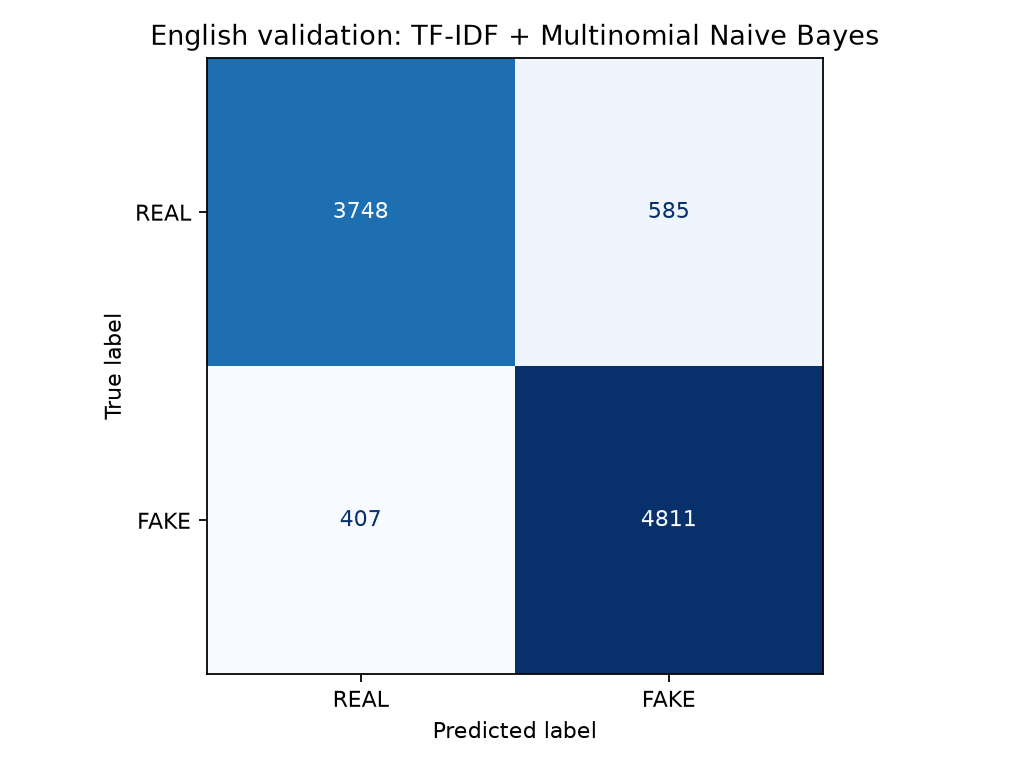 English validation: TF-IDF + Multinomial Naive Bayes
REAL
3748
585
True label
FAKE
407
4811
REAL
FAKE
Predicted label